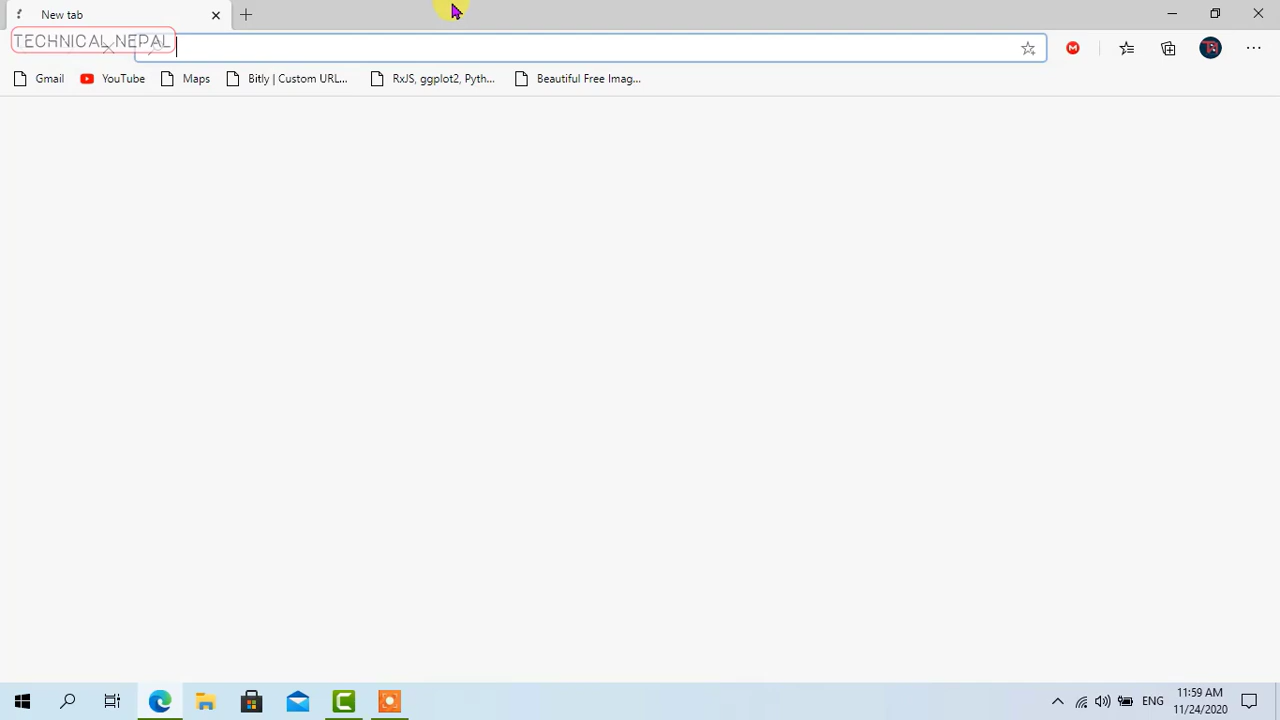 New tab
TECHNICAL NEPAL
Gmail
YouTube
Maps
Bitly | Custom URL...
RxJS, ggplot2, Pyth...
Beautiful Free Imag...
ENG
11:59 AM
11/24/2020